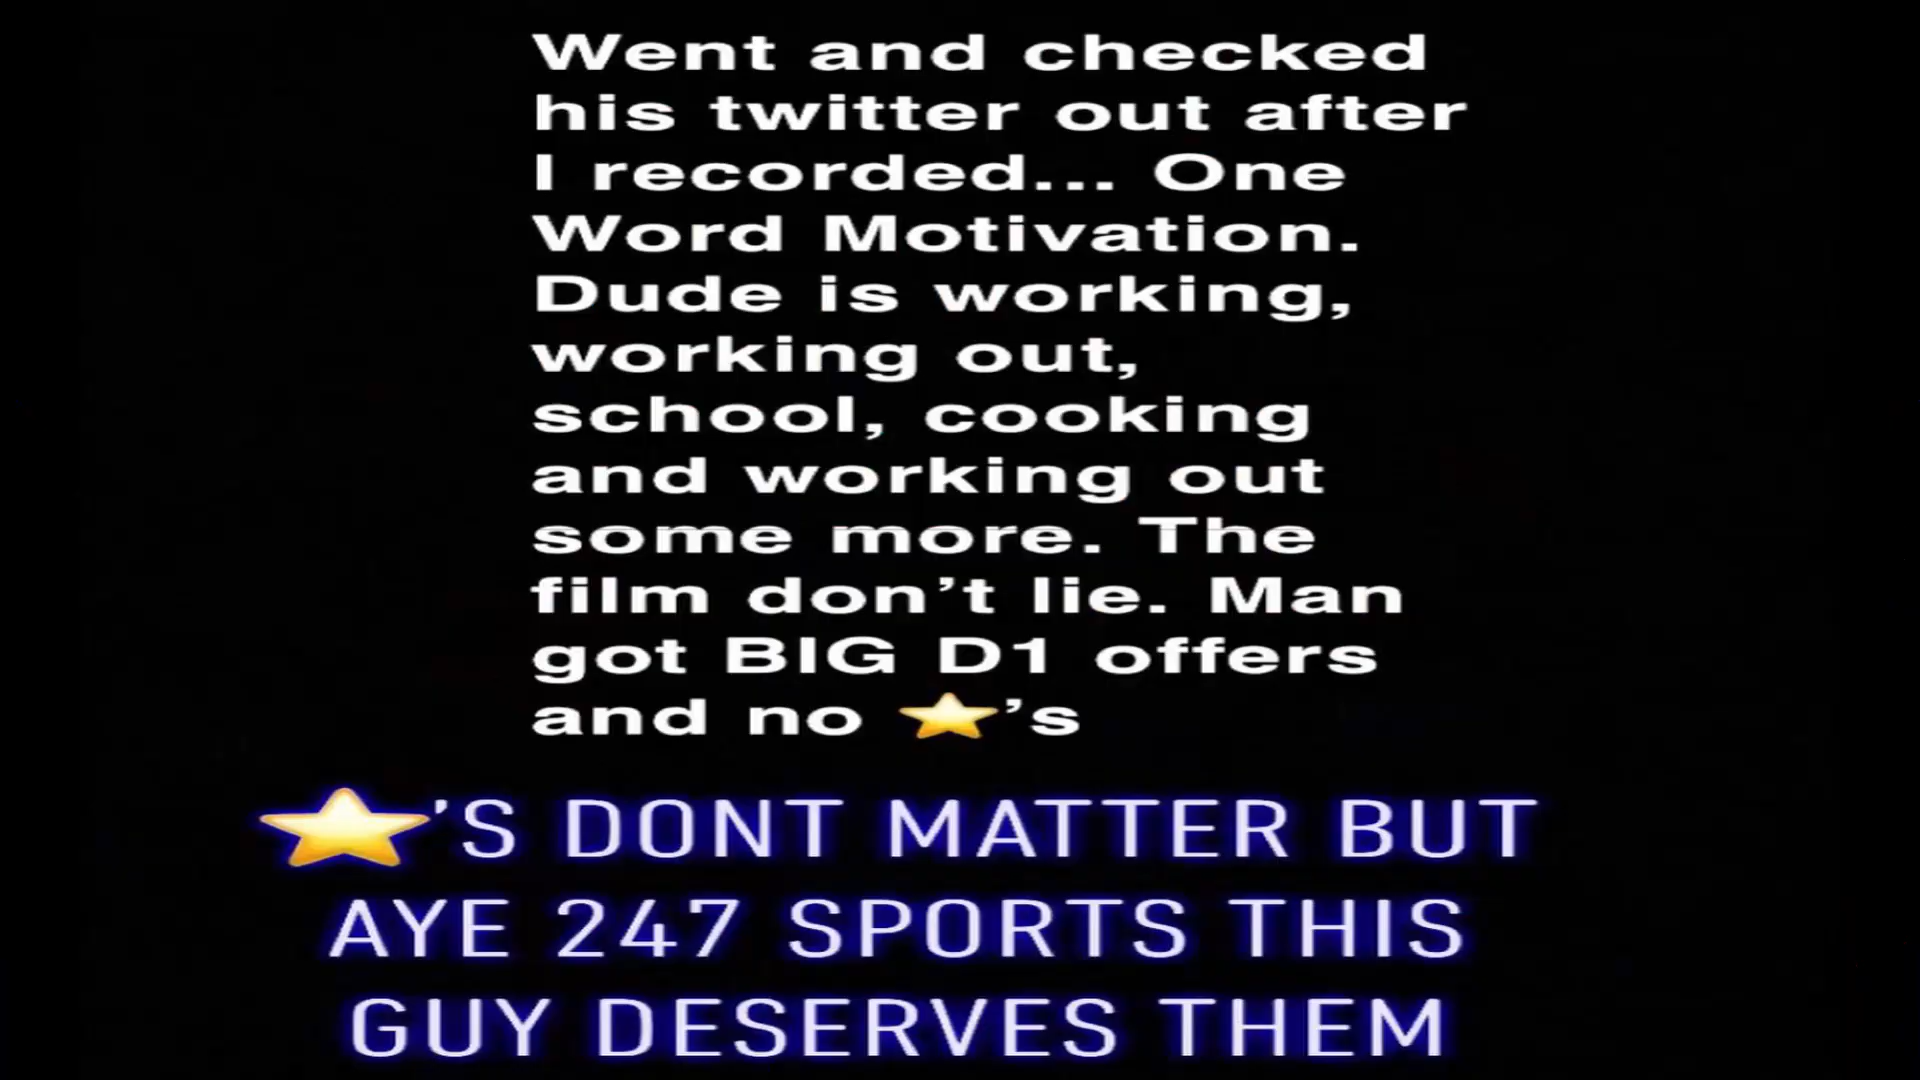 Went and checked
his twitter out after
I recorded... One
Word Motivation.
Dude is working,
working out,
school, cooking
and working out
some more. The
film don’t lie. Man
got BIG D1 offers
and no ⭐’s
⭐’S DONT MATTER BUT
AYE 247 SPORTS THIS
GUY DESERVES THEM